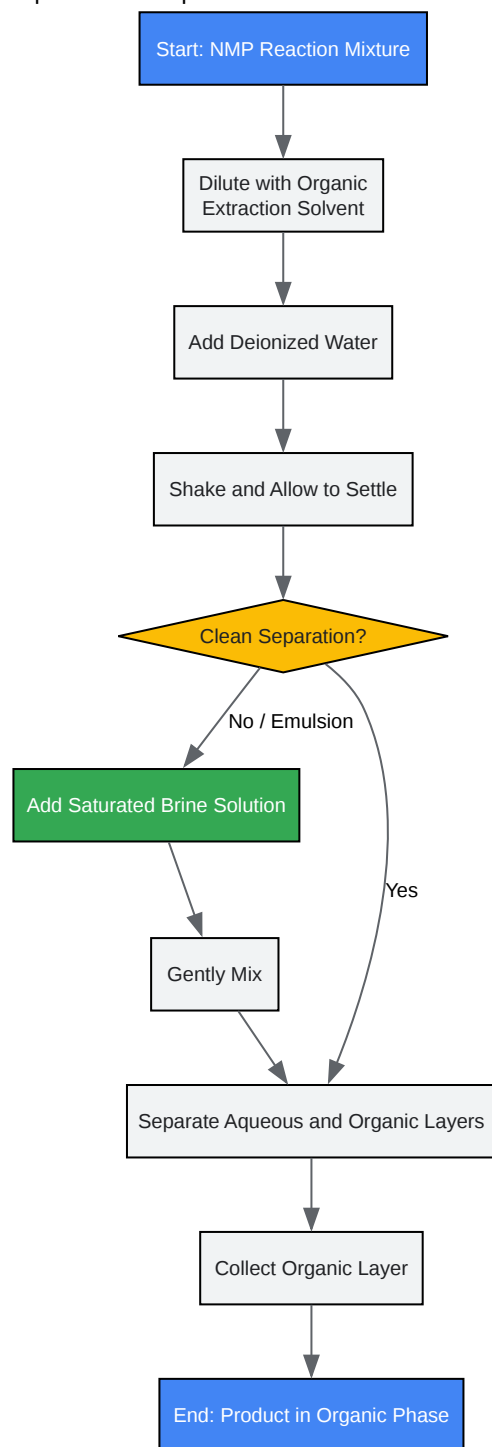 Start: NMP Reaction Mixture
Dilute with Organic
Extraction Solvent
Add Deionized Water
Shake and Allow to Settle
Clean Separation?
No / Emulsion
Add Saturated Brine Solution
Yes
Gently Mix
Separate Aqueous and Organic Layers
Collect Organic Layer
End: Product in Organic Phase